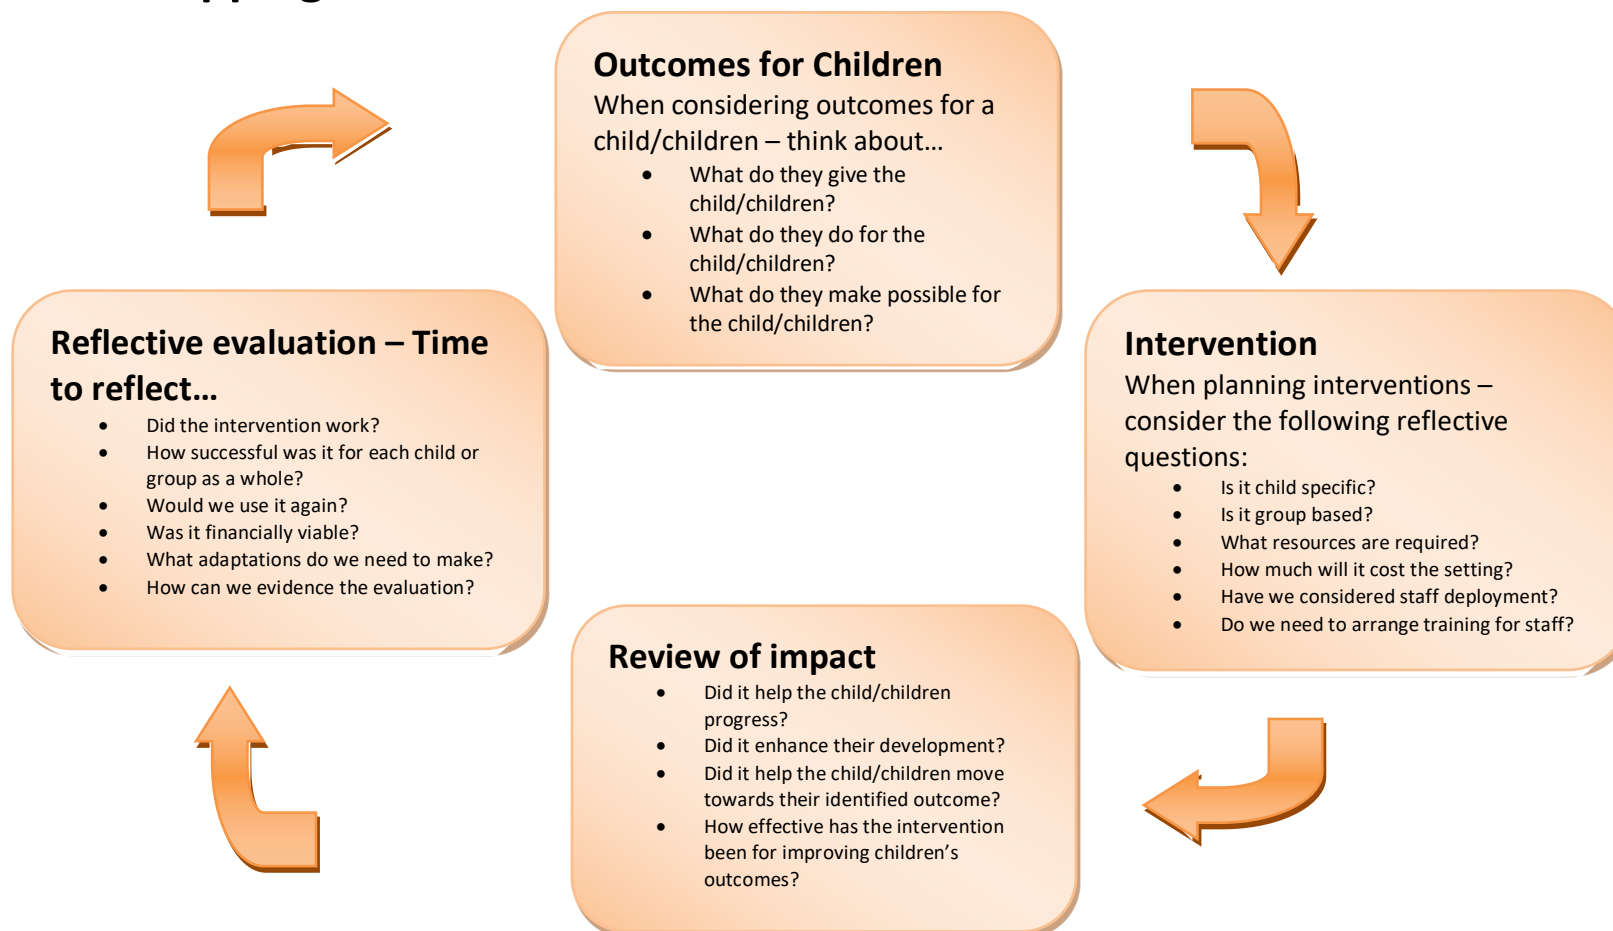 Outcomes for Children
When considering outcomes for a
child/children – think about…
• What do they give the
child/children?
• What do they do for the
child/children?
• What do they make possible for
the child/children?
Intervention
When planning interventions –
consider the following reflective
questions:
• Is it child specific?
• Is it group based?
• What resources are required?
• How much will it cost the setting?
• Have we considered staff deployment?
• Do we need to arrange training for staff?
Review of impact
• Did it help the child/children
progress?
• Did it enhance their development?
• Did it help the child/children move
towards their identified outcome?
• How effective has the intervention
been for improving children’s
outcomes?
Reflective evaluation – Time
to reflect…
• Did the intervention work?
• How successful was it for each child or
group as a whole?
• Would we use it again?
• Was it financially viable?
• What adaptations do we need to make?
• How can we evidence the evaluation?